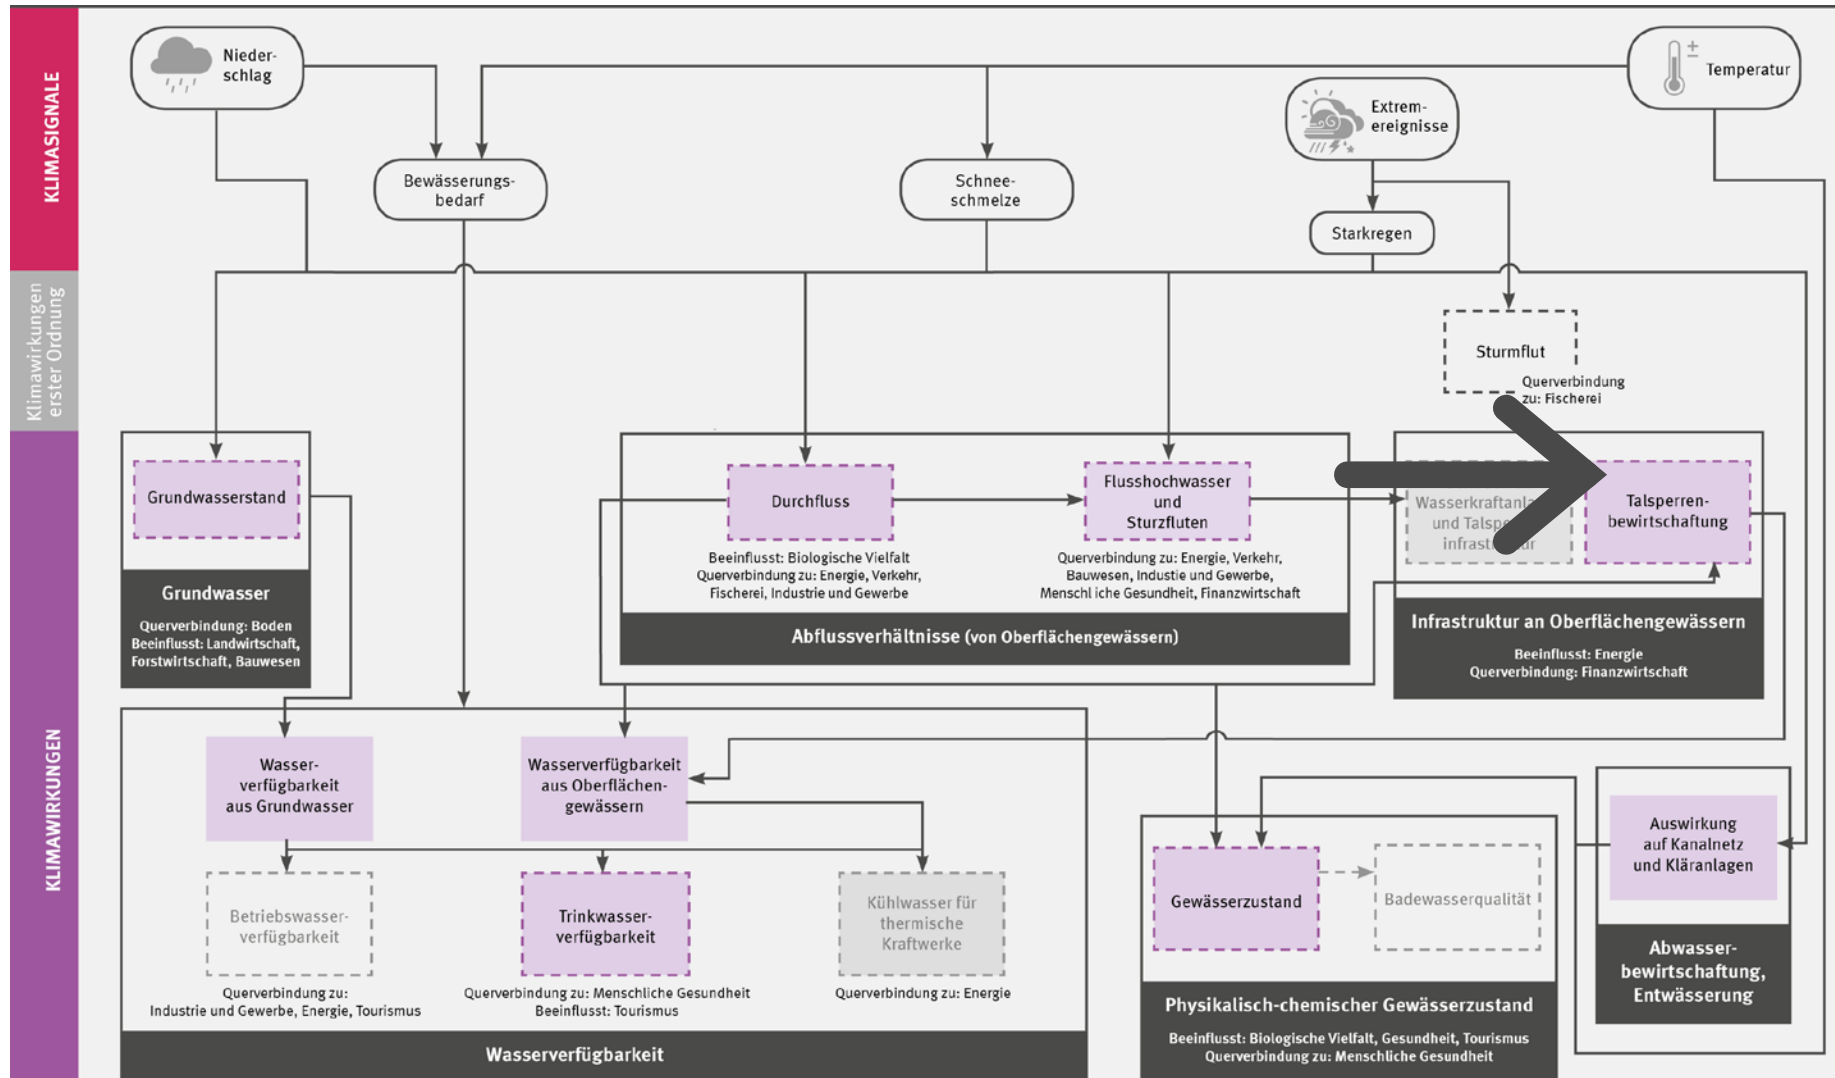 KLIMASIGNALE
Nieder-
schlag
Temperatur
Extrem-
ereignisse
Bewässerungs-
bedarf
Schnee-
schmelze
Starkregen
Klimawirkungen
erster Ordnung
Sturmflut
Querverbindung
zu: Fischerei
KLIMAWIRKUNGEN
Grundwasserstand
Grundwasser
Querverbindung: Boden
Beeinflusst: Landwirtschaft,
Forstwirtschaft, Bauwesen
Durchfluss
Beeinflusst: Biologische Vielfalt
Querverbindung zu: Energie, Verkehr,
Fischerei, Industrie und Gewerbe
Flusshochwasser
und
Sturzfluten
Querverbindung zu: Energie, Verkehr,
Bauwesen, Industie und Gewerbe,
Menschliche Gesundheit, Finanzwirtschaft
Abflussverhältnisse (von Oberflächengewässern)
und
Talsperren-
bewirtschaftung
Infrastruktur an Oberflächengewässern
Beeinflusst: Energie
Querverbindung: Finanzwirtschaft
Wasser-
verfügbarkeit
aus Grundwasser
Wasserverfügbarkeit
aus Oberflächen-
gewässern
Betriebswasser-
verfügbarkeit
Querverbindung zu:
Industrie und Gewerbe, Energie, Tourismus
Trinkwasser-
verfügbarkeit
Querverbindung zu: Menschliche Gesundheit
Beeinflusst: Tourismus
Kühlwasser für
thermische
Kraftwerke
Querverbindung zu: Energie
Wasserverfügbarkeit
Gewässerzustand
Badewasserqualität
Physikalisch-chemischer Gewässerzustand
Beeinflusst: Biologische Vielfalt, Gesundheit, Tourismus
Querverbindung zu: Menschliche Gesundheit
Auswirkung
auf Kanalnetz
und Kläranlagen
Abwasser-
bewirtschaftung,
Entwässerung